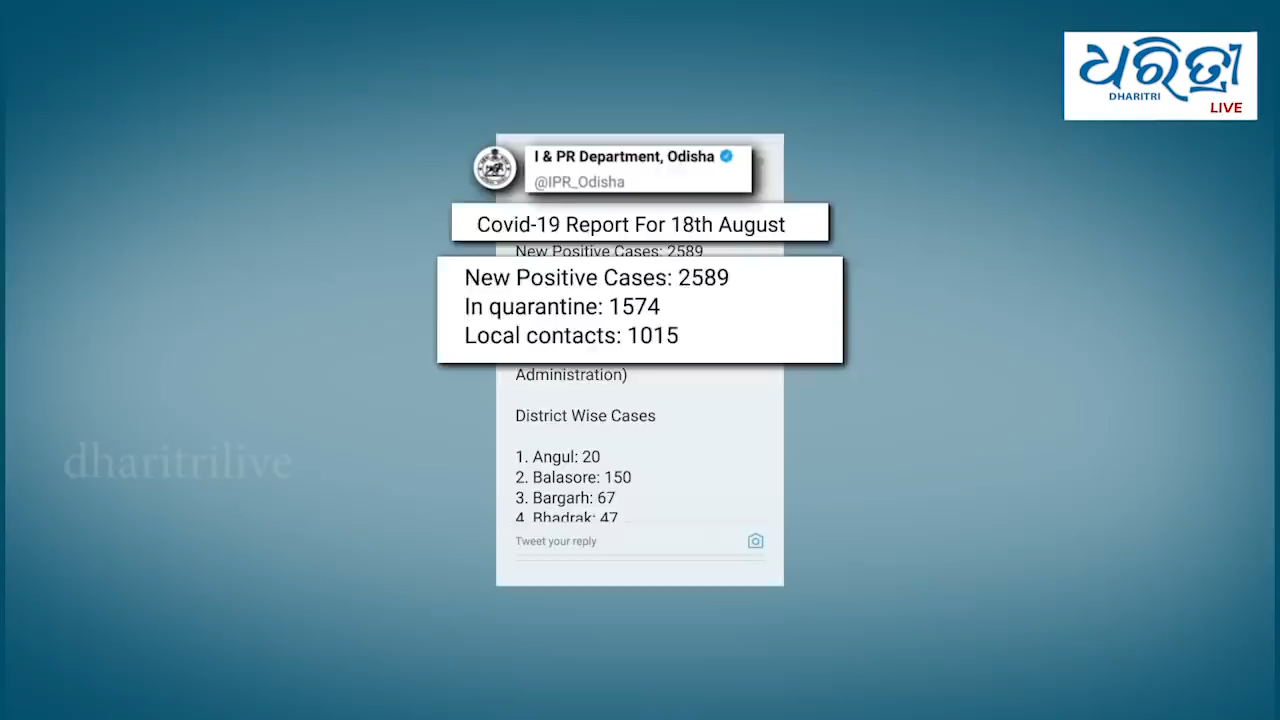 ଧରିତ୍ରୀ
DHARITRI
LIVE
I & PR Department, Odisha
@IPR_Odisha
Covid-19 Report For 18th August
New Positive Cases: 2589
New Positive Cases: 2589
In quarantine: 1574
Local contacts: 1015
Administration)
District Wise Cases
1. Angul: 20
2. Balasore: 150
3. Bargarh: 67
4. Bhadrak: 47
Tweet your reply
dharitrilive